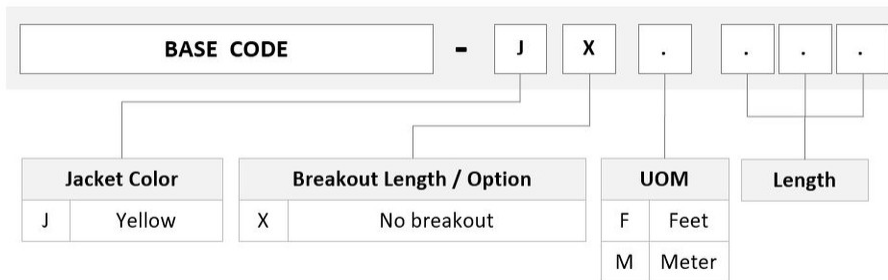 BASE CODE - J X . . . .
Jacket Color Breakout Length / Option UOM Length
J Yellow X No breakout F Feet
M Meter